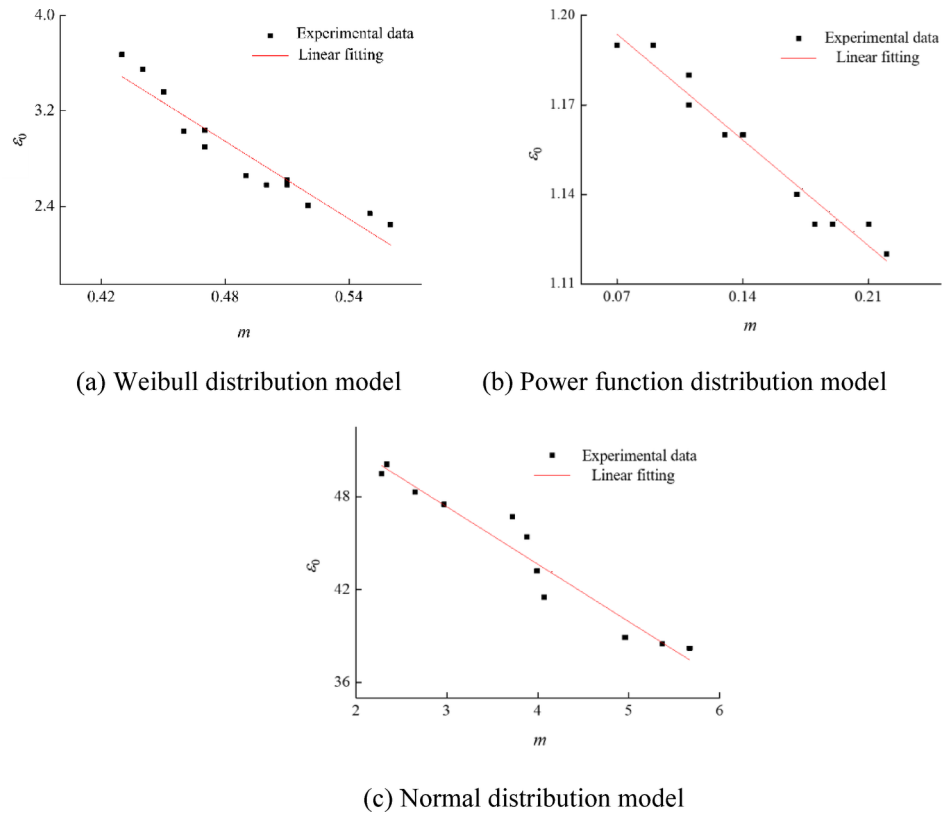 4.0
3.2
2.4
ε0
0.42
0.48
0.54
m
Experimental data
Linear fitting
(a) Weibull distribution model
1.20
1.17
1.14
1.11
ε0
0.07
0.14
0.21
m
Experimental data
Linear fitting
(b) Power function distribution model
48
42
36
ε0
2
3
4
5
6
m
Experimental data
Linear fitting
(c) Normal distribution model